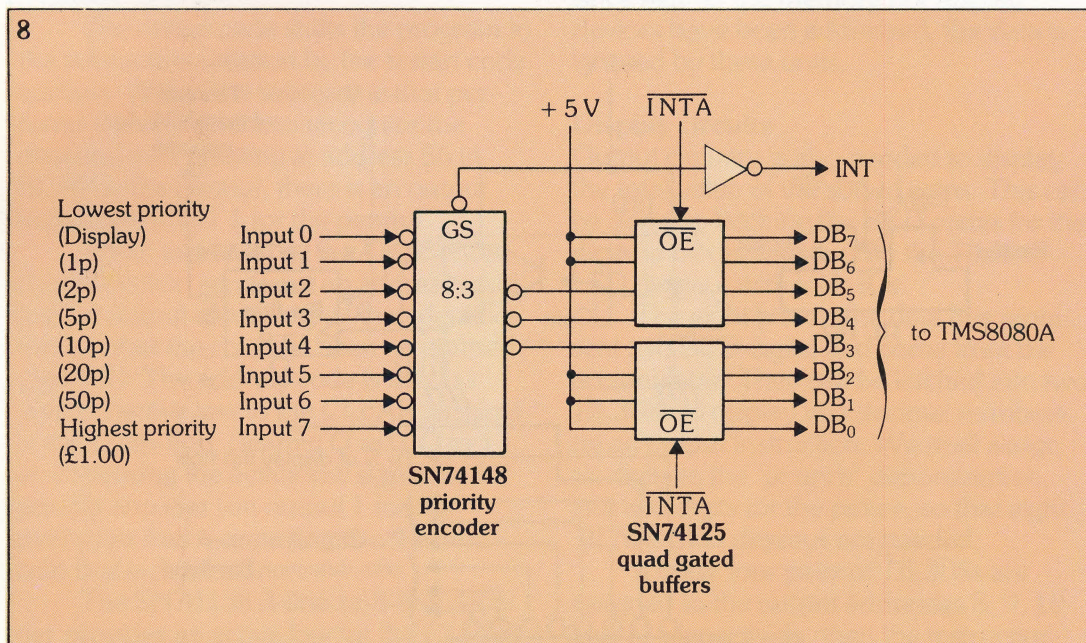 8
+ 5 V
INTA
INT
Lowest priority
(Display)
(1p)
(2p)
(5p)
(10p)
(20p)
(50p)
Highest priority
(£1.00)
Input 0
Input 1
Input 2
Input 3
Input 4
Input 5
Input 6
Input 7
GS
8:3
SN74148
priority
encoder
OE
OE
INTA
SN74125
quad gated
buffers
DB₇
DB₆
DB₅
DB₄
DB₃
DB₂
DB₁
DB₀
to TMS8080A